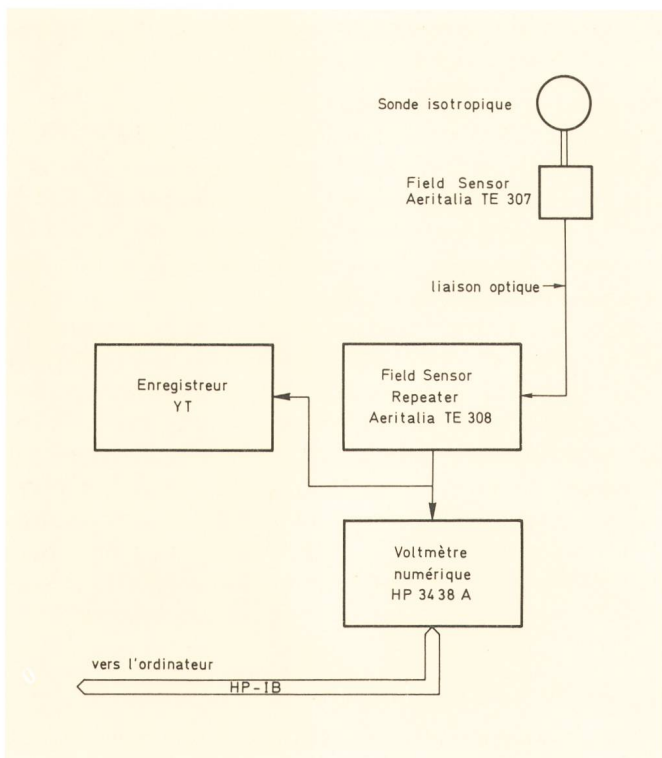 Sonde isotropique
Field Sensor
Aeritalia TE 307
liaison optique
Enregistreur
YT
Field Sensor
Repeater
Aeritalia TE 308
Voltmètre
numérique
HP 3438 A
vers l'ordinateur
HP-IB